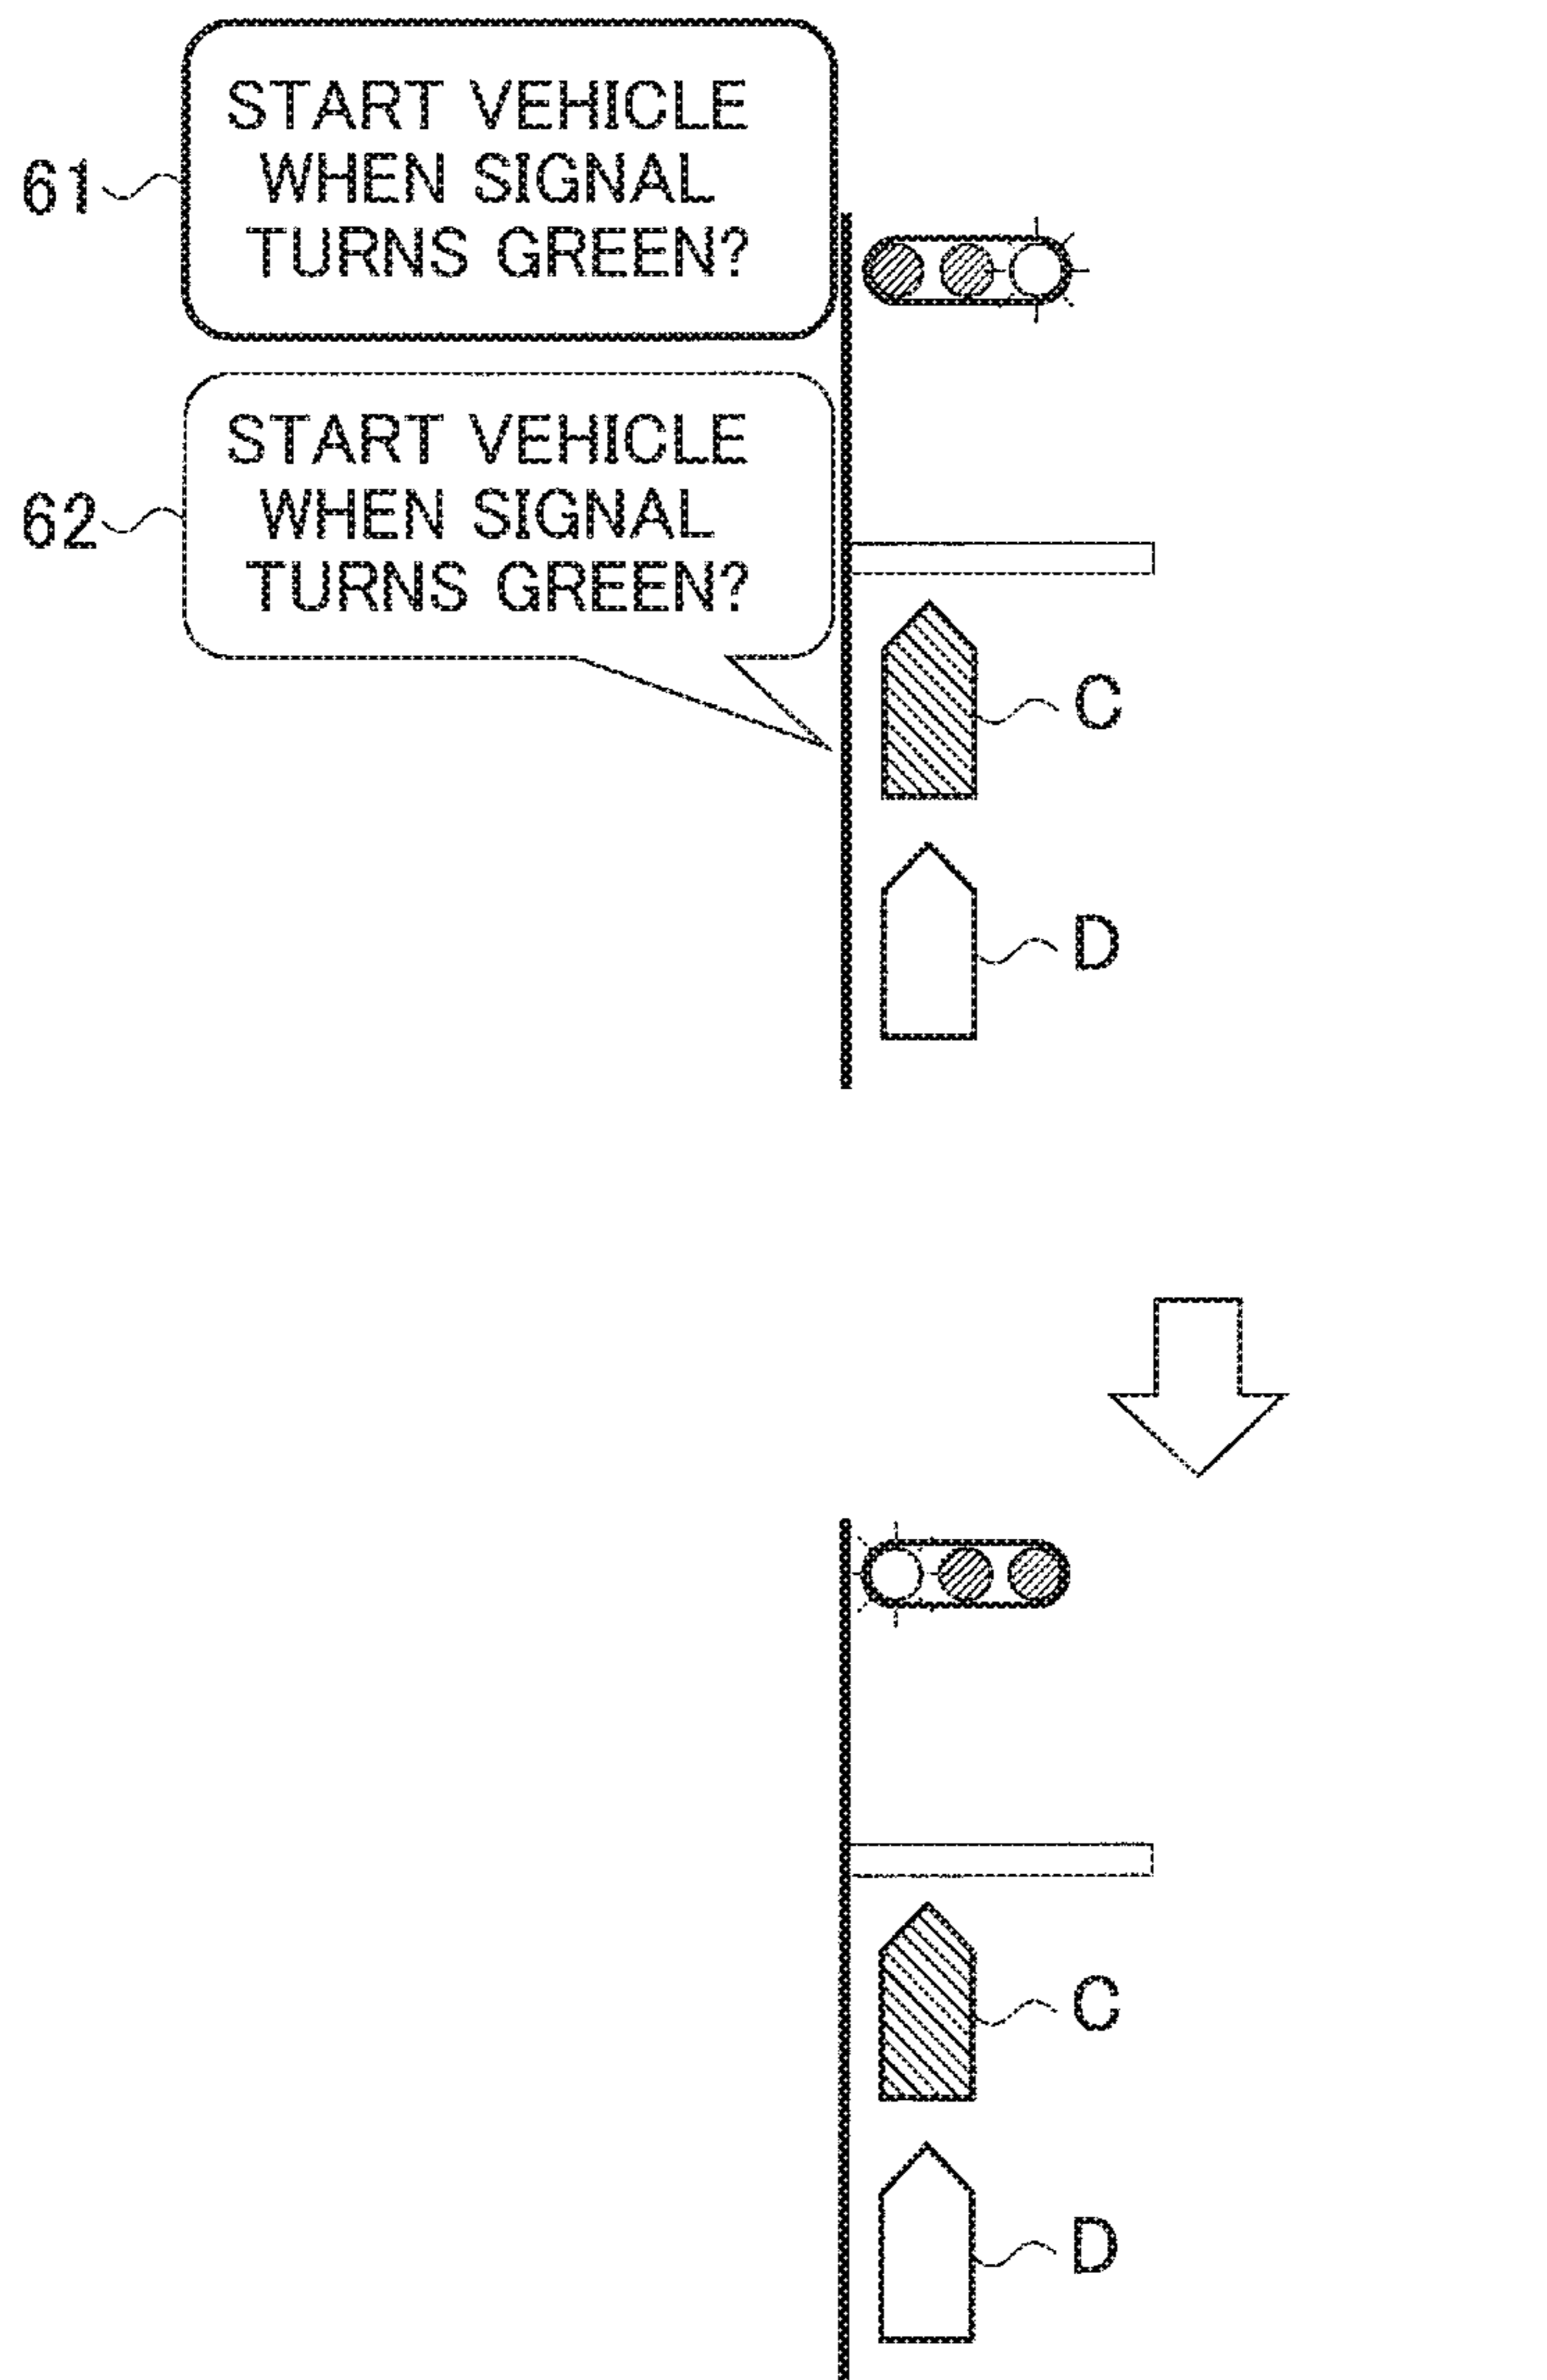 START VEHICLE
WHEN SIGNAL
TURNS GREEN?
61
START VEHICLE
WHEN SIGNAL
TURNS GREEN?
62
C
D
C
D